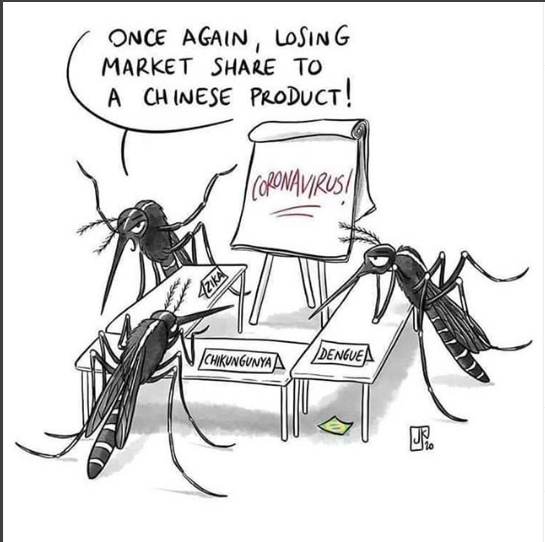 ONCE AGAIN, LOSING
MARKET SHARE TO
A CHINESE PRODUCT!
CORONAVIRUS!
ZIKA
CHIKUNGUNYA
DENGUE
JR
20